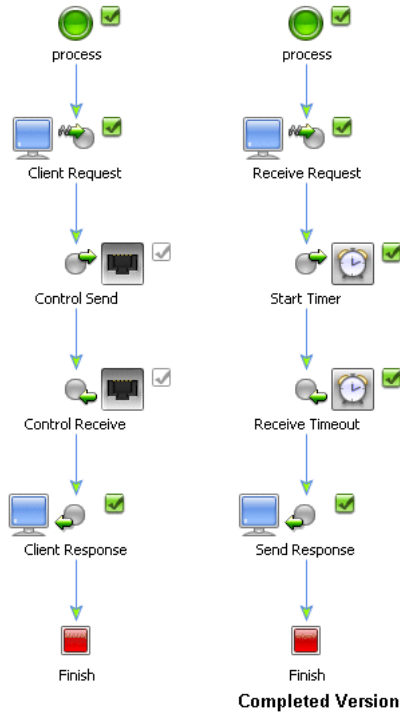 process
Client Request
Control Send
Control Receive
Client Response
Finish
process
Receive Request
Start Timer
Receive Timeout
Send Response
Finish
Completed Version